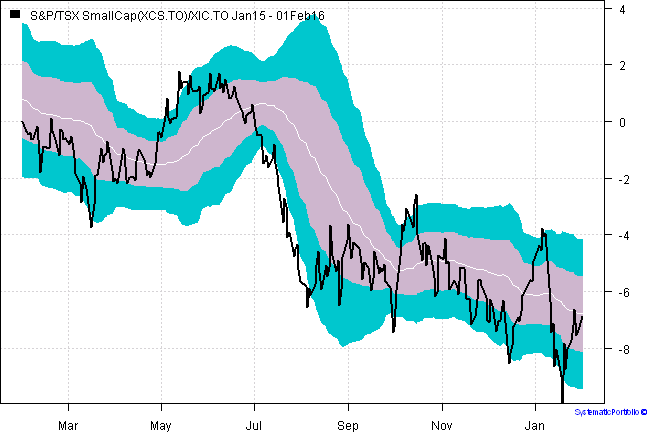 S&P/TSX SmallCap(XCS.TO)/XIC.TO Jan15 - 01Feb16
4
2
0
-2
-4
-6
-8
Mar May Jul Sep Nov Jan
SystematicPortfolio ©